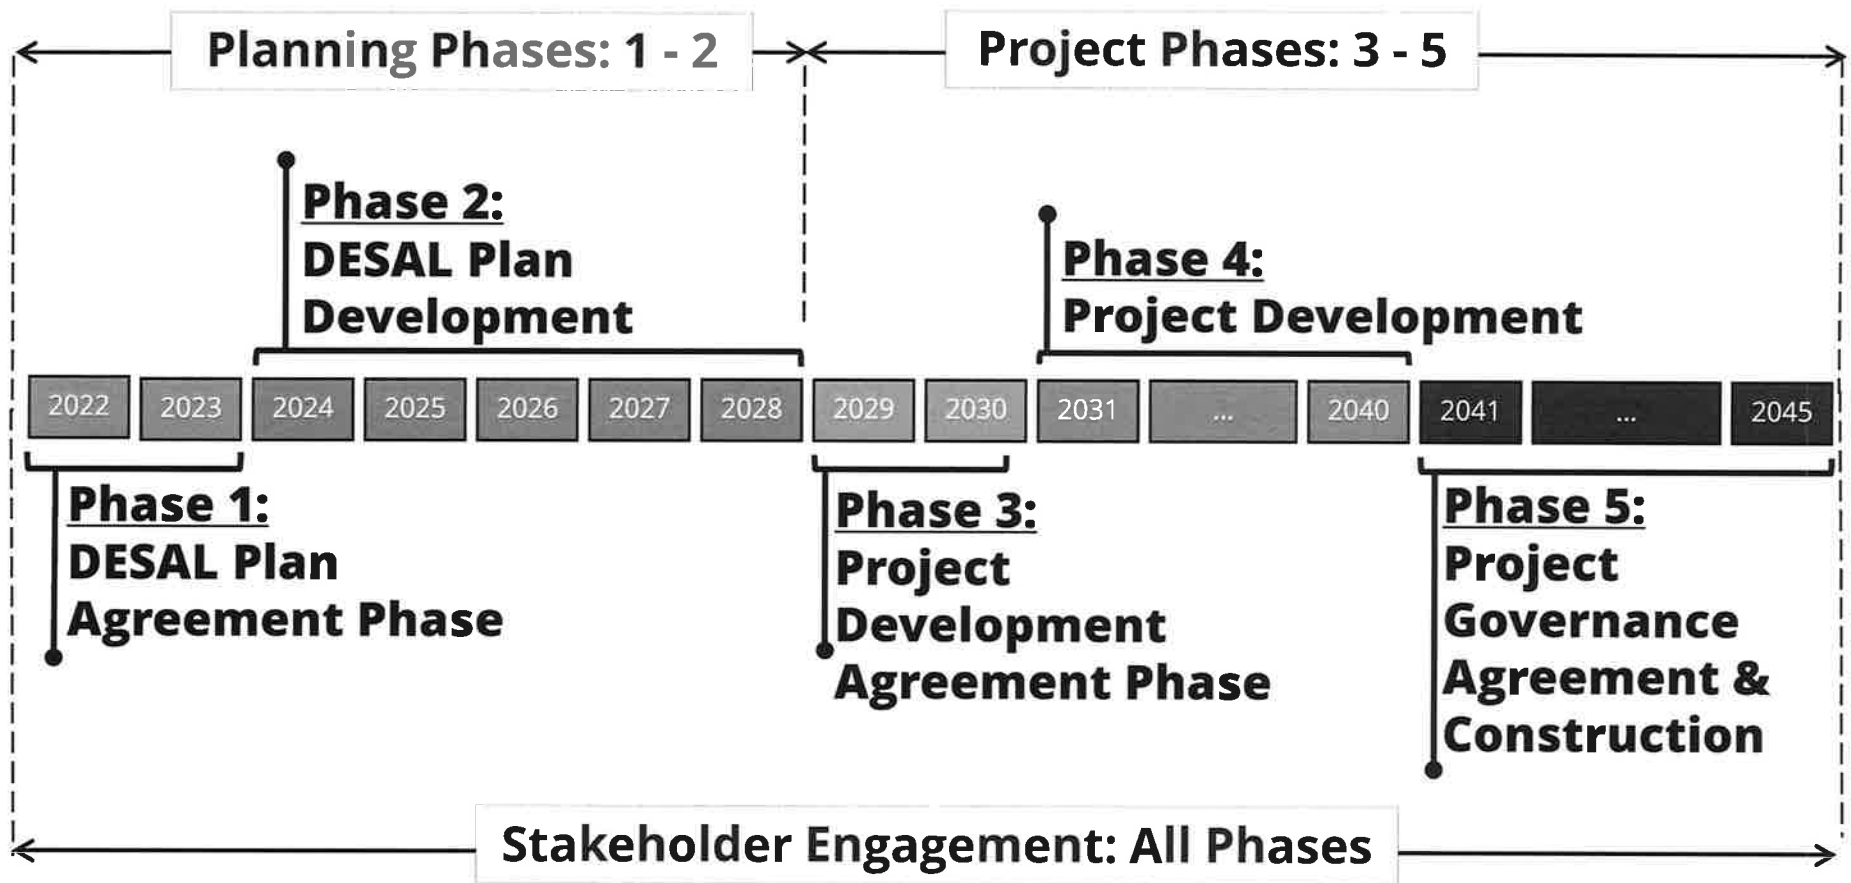 Planning Phases: 1 - 2
Project Phases: 3 - 5
Phase 2:
DESAL Plan
Development
Phase 4:
Project Development
2022 2023 2024 2025 2026 2027 2028 2029 2030 2031 ... 2040 2041 ... 2045
Phase 1:
DESAL Plan
Agreement Phase
Phase 3:
Project
Development
Agreement Phase
Phase 5:
Project
Governance
Agreement &
Construction
Stakeholder Engagement: All Phases